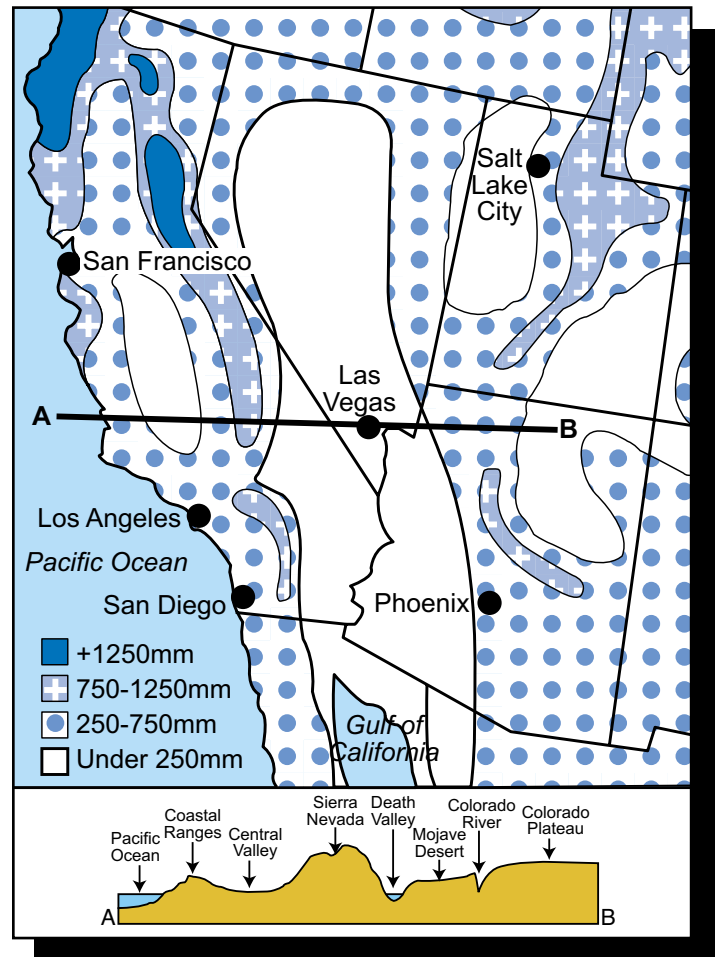 Salt
Lake
City
San Francisco
Las
Vegas
A
B
Los Angeles
Pacific Ocean
San Diego
Phoenix
+1250mm
750-1250mm
250-750mm
Under 250mm
Gulf of
California
Pacific
Ocean
Coastal
Ranges
Central
Valley
Sierra
Nevada
Death
Valley
Mojave
Desert
Colorado
River
Colorado
Plateau
A
B